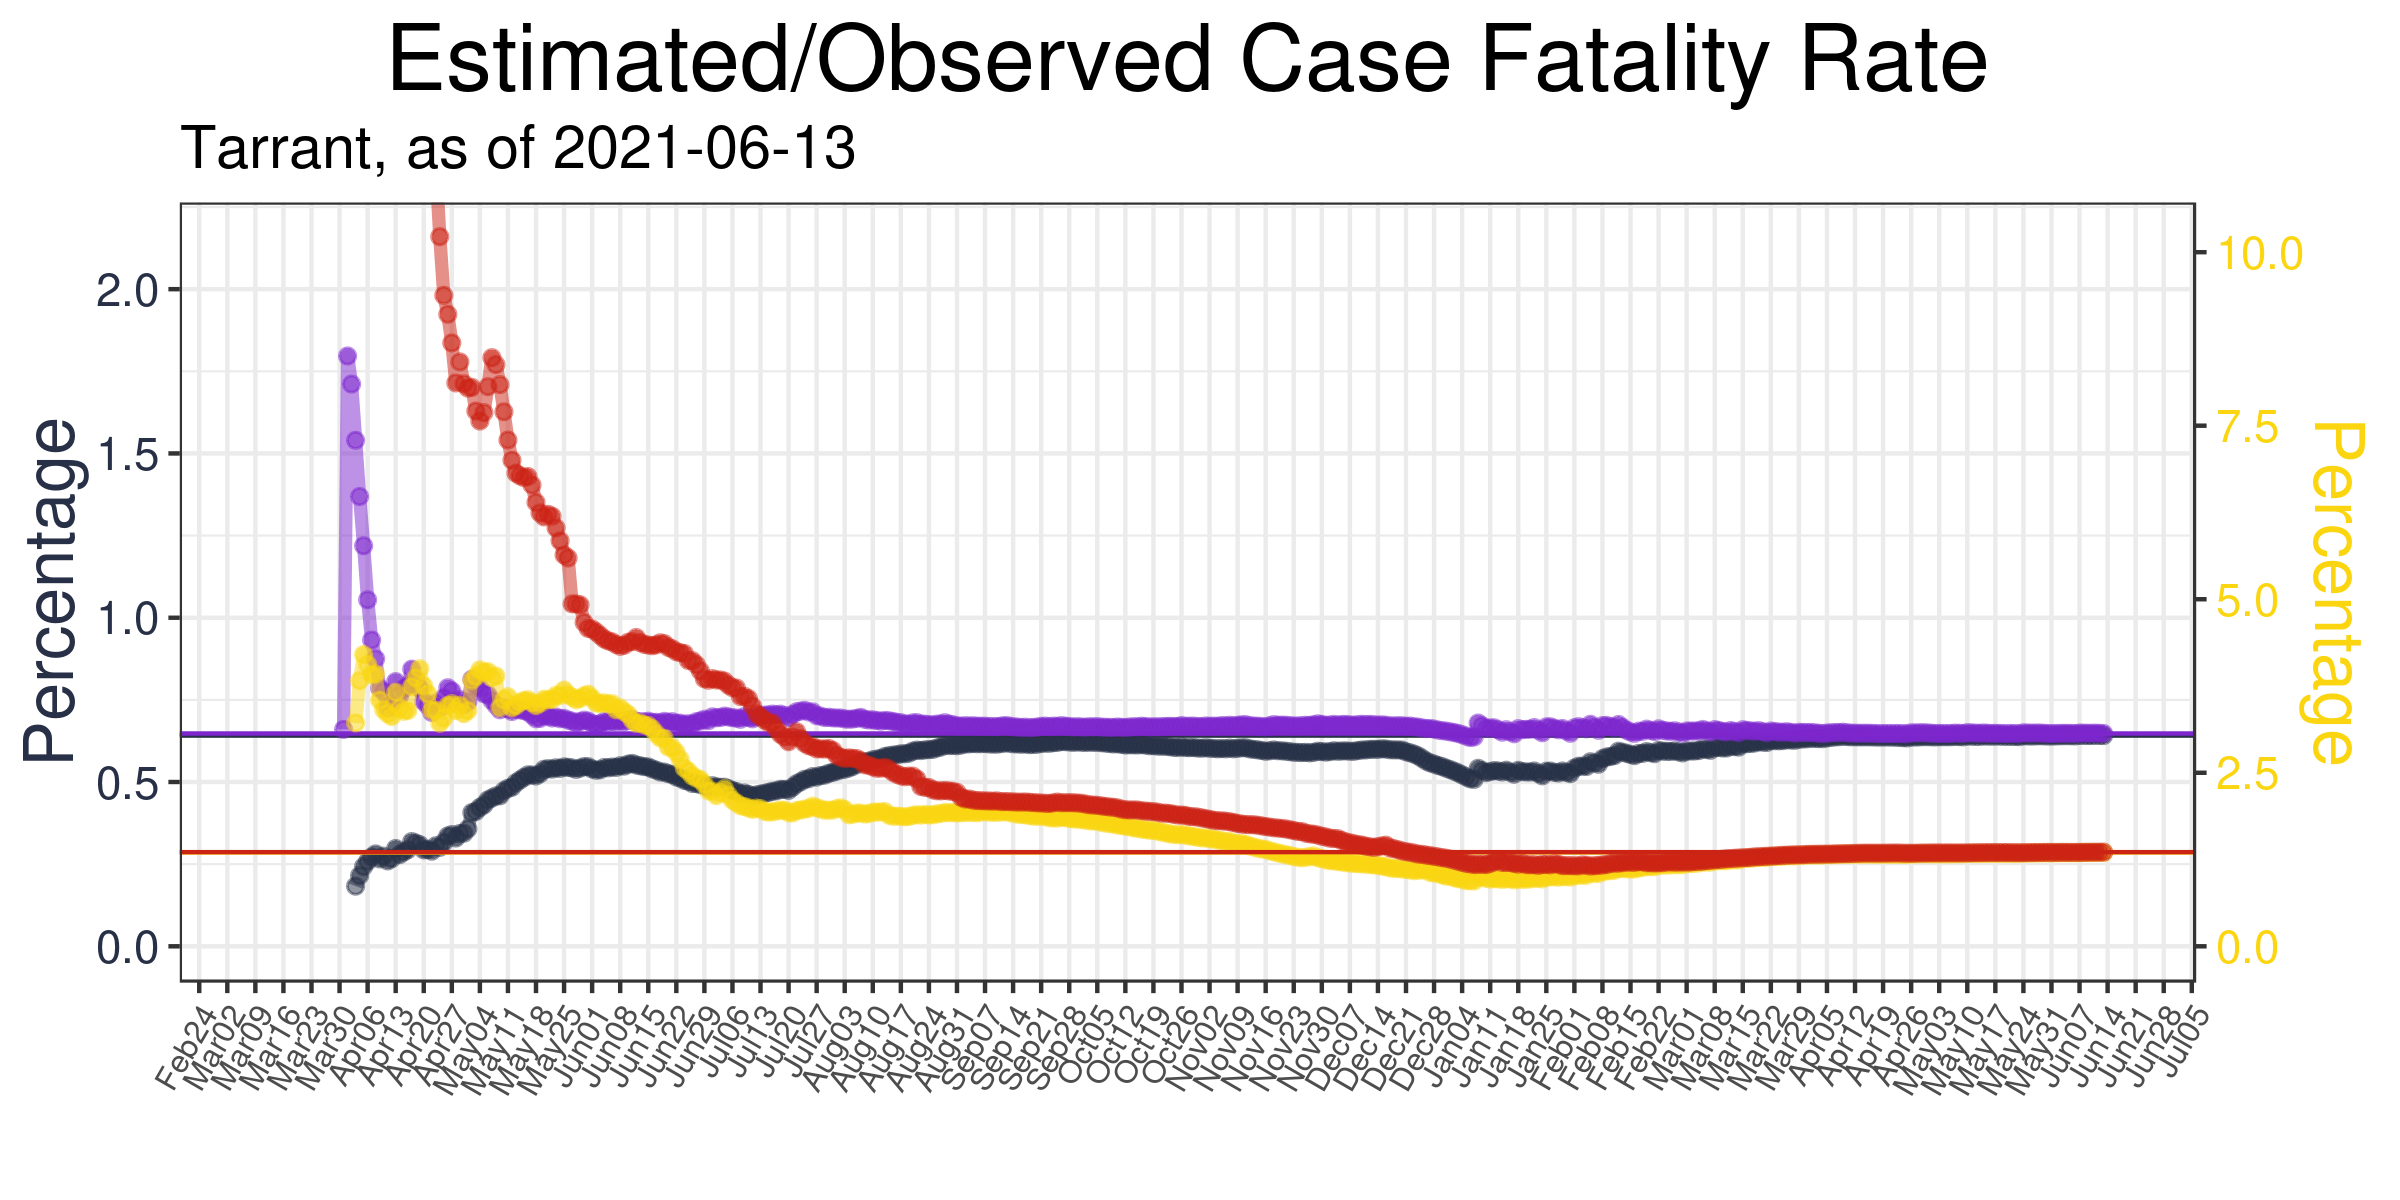 Estimated/Observed Case Fatality Rate
Tarrant, as of 2021-06-13
Percentage
2.0
1.5
1.0
0.5
0.0
10.0
7.5
5.0
2.5
0.0
Percentage
Feb24
Mar02
Mar09
Mar16
Mar23
Mar30
Apr06
Apr13
Apr20
Apr27
May04
May11
May18
May25
Jun01
Jun08
Jun15
Jun22
Jun29
Jul06
Jul13
Jul20
Jul27
Aug03
Aug10
Aug17
Aug24
Aug31
Sep07
Sep14
Sep21
Sep28
Oct05
Oct12
Oct19
Oct26
Nov02
Nov09
Nov16
Nov23
Nov30
Dec07
Dec14
Dec21
Dec28
Jan04
Jan11
Jan18
Jan25
Feb01
Feb08
Feb15
Feb22
Mar01
Mar08
Mar15
Mar22
Mar29
Apr05
Apr12
Apr19
Apr26
May03
May10
May17
May24
May31
Jun07
Jun14
Jun21
Jun28
Jul05